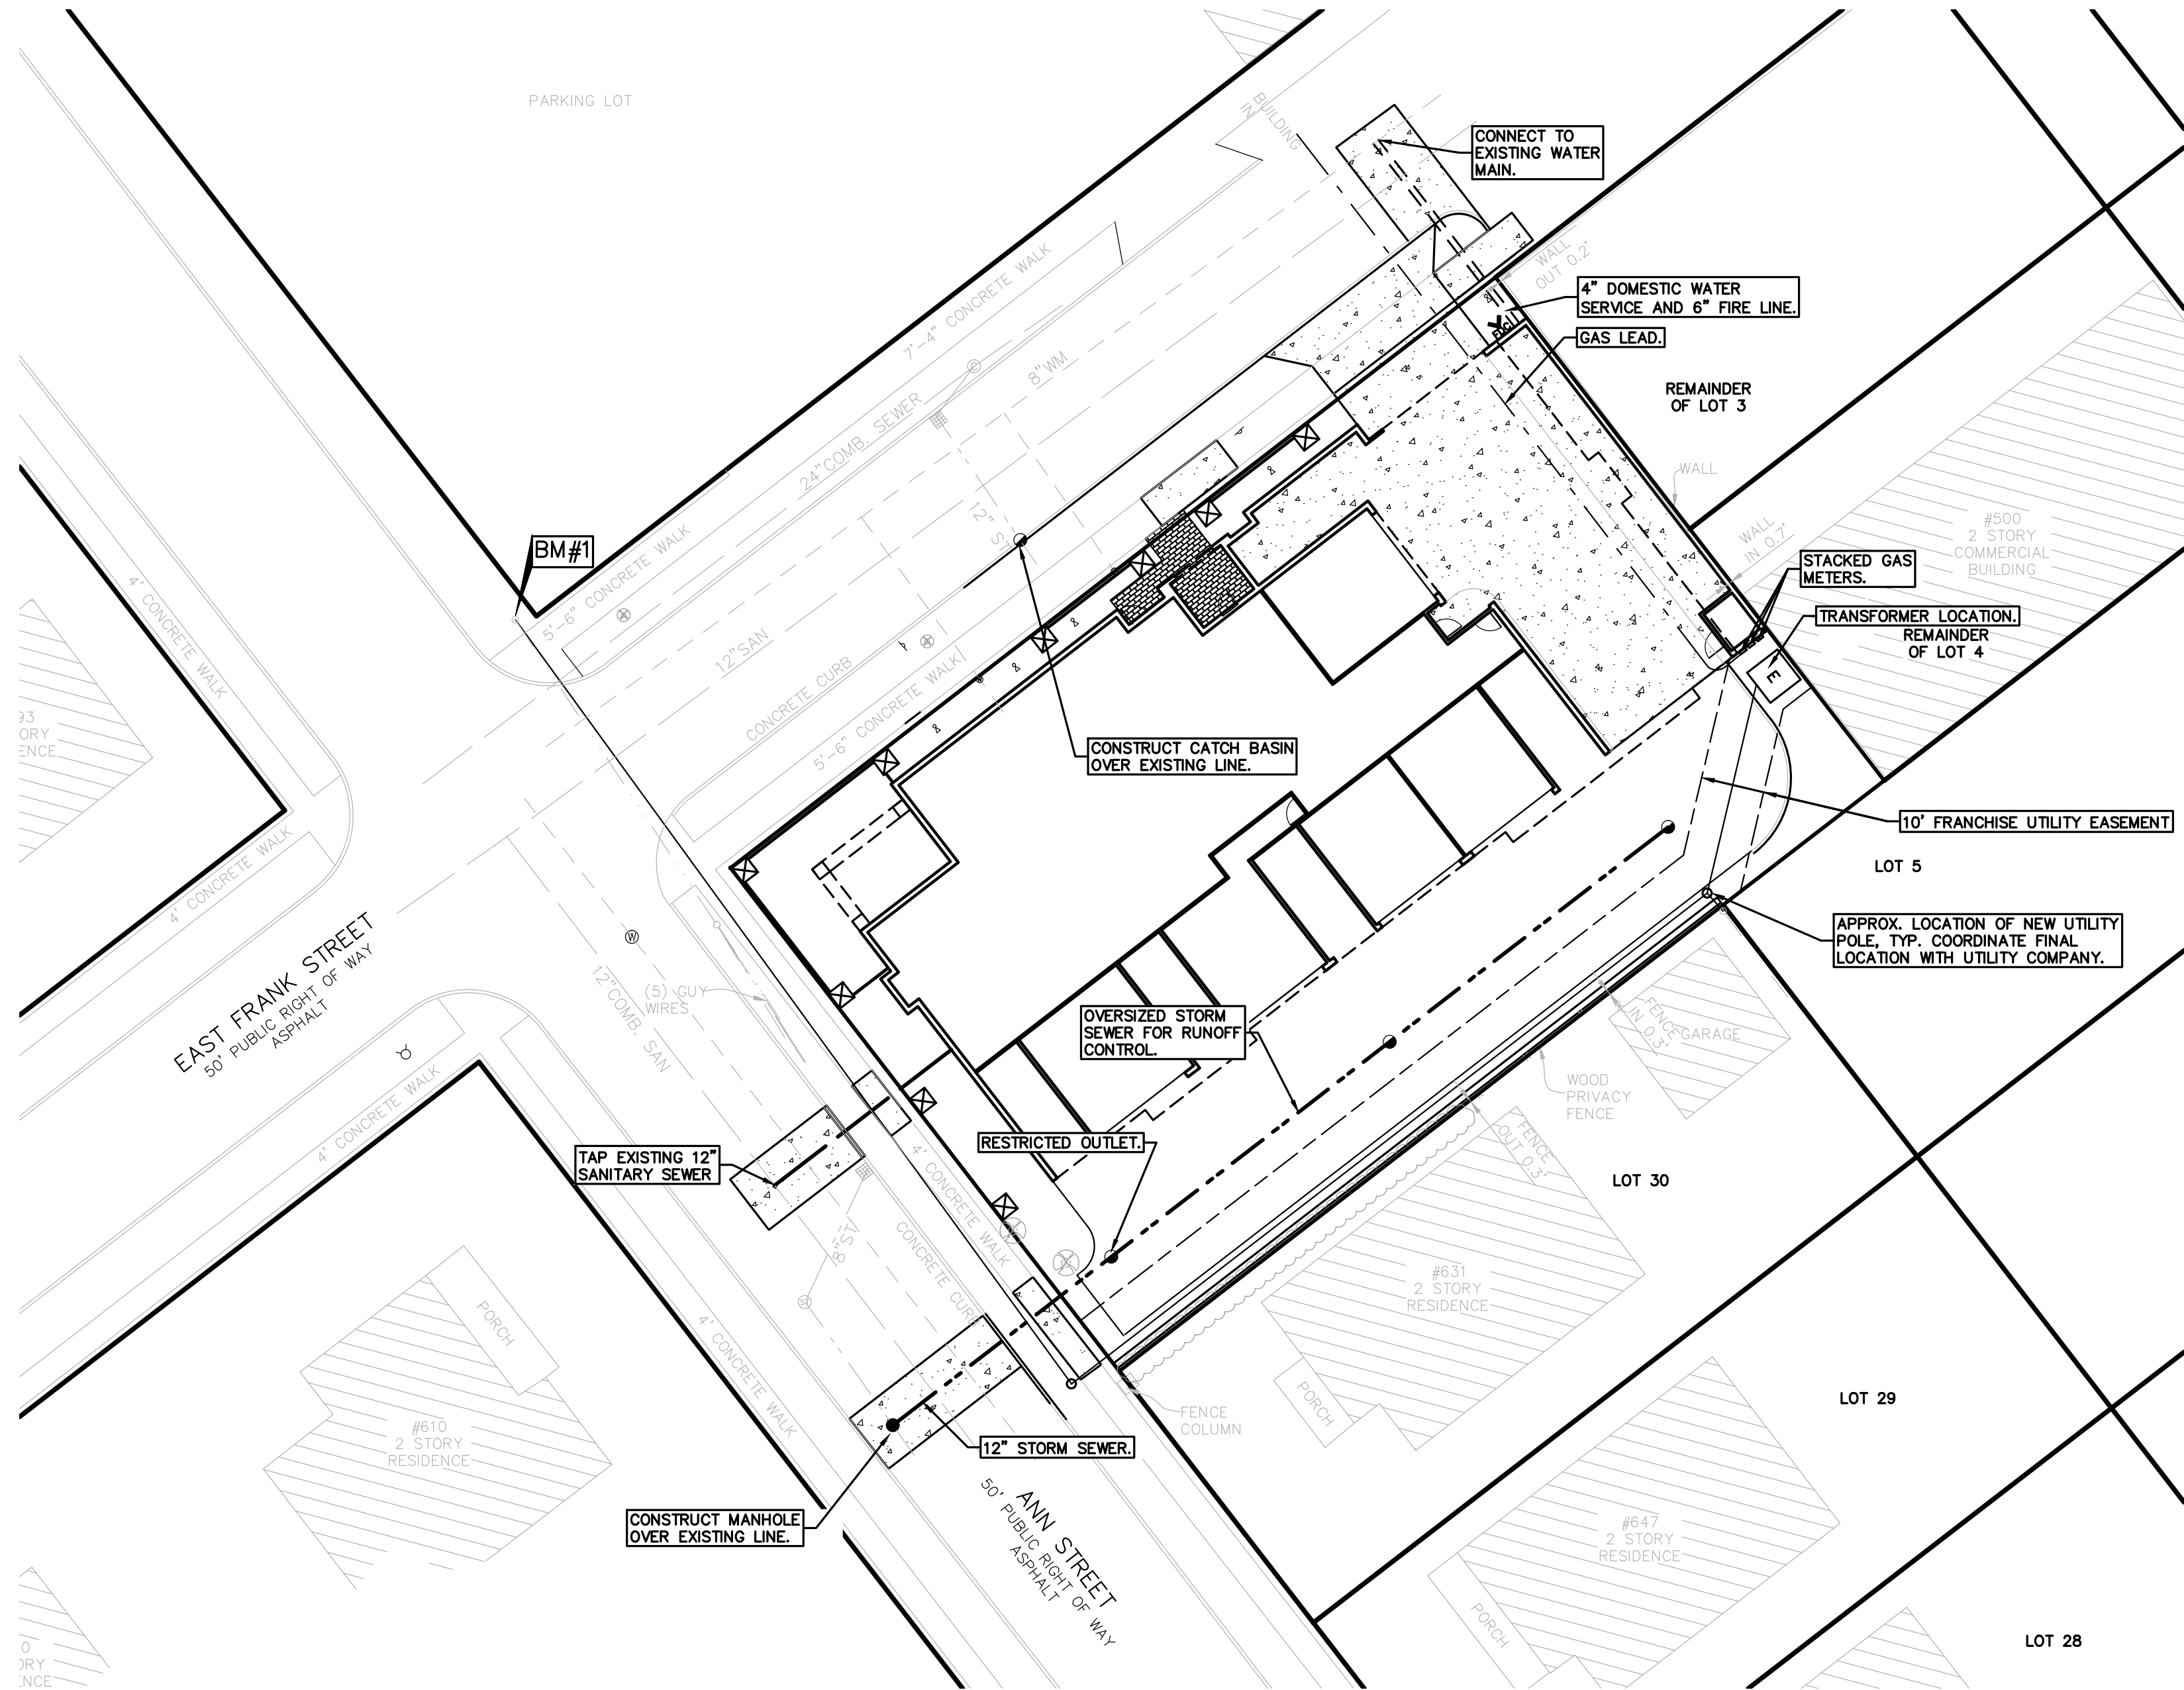 PARKING LOT
BUILDING
IN
CONNECT TO
EXISTING WATER
MAIN.
WALL
OUT 0.2'
7'-4" CONCRETE WALK
4" DOMESTIC WATER
SERVICE AND 6" FIRE LINE.
FDC
GAS LEAD.
8"WM
24"COMB. SEWER
C
REMAINDER
OF LOT 3
WALL
WALL
IN 0.7'
#500
2 STORY
COMMERCIAL
BUILDING
12" ST
BM#1
5'-6" CONCRETE WALK
STACKED GAS
METERS.
TRANSFORMER LOCATION.
REMAINDER
OF LOT 4
E
4' CONCRETE WALK
12"SAN
CONCRETE CURB
5'-6" CONCRETE WALK
93
ORY
ENCE
CONSTRUCT CATCH BASIN
OVER EXISTING LINE.
10' FRANCHISE UTILITY EASEMENT
LOT 5
4' CONCRETE WALK
EAST FRANK STREET
50' PUBLIC RIGHT OF WAY
ASPHALT
W
12"COMB. SAN
(5) GUY
WIRES
APPROX. LOCATION OF NEW UTILITY
POLE, TYP. COORDINATE FINAL
LOCATION WITH UTILITY COMPANY.
OVERSIZED STORM
SEWER FOR RUNOFF
CONTROL.
FENCE
IN 0.3'
GARAGE
WOOD
PRIVACY
FENCE
4' CONCRETE WALK
TAP EXISTING 12"
SANITARY SEWER
RESTRICTED OUTLET.
FENCE
OUT 0.3'
LOT 30
4' CONCRETE WALK
8"ST
CONCRETE CURB
ST
#631
2 STORY
RESIDENCE
PORCH
PORCH
4' CONCRETE WALK
#610
2 STORY
RESIDENCE
FENCE
COLUMN
12" STORM SEWER.
LOT 29
CONSTRUCT MANHOLE
OVER EXISTING LINE.
ANN STREET
50' PUBLIC RIGHT OF WAY
ASPHALT
#647
2 STORY
RESIDENCE
PORCH
LOT 28
0
ORY
ENCE